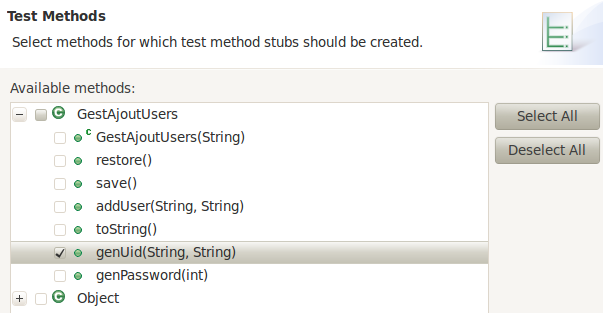 Test Methods
Select methods for which test method stubs should be created.
Available methods:
GestAjoutUsers
GestAjoutUsers(String)
restore()
save()
addUser(String, String)
toString()
genUid(String, String)
genPassword(int)
Object
Select All
Deselect All